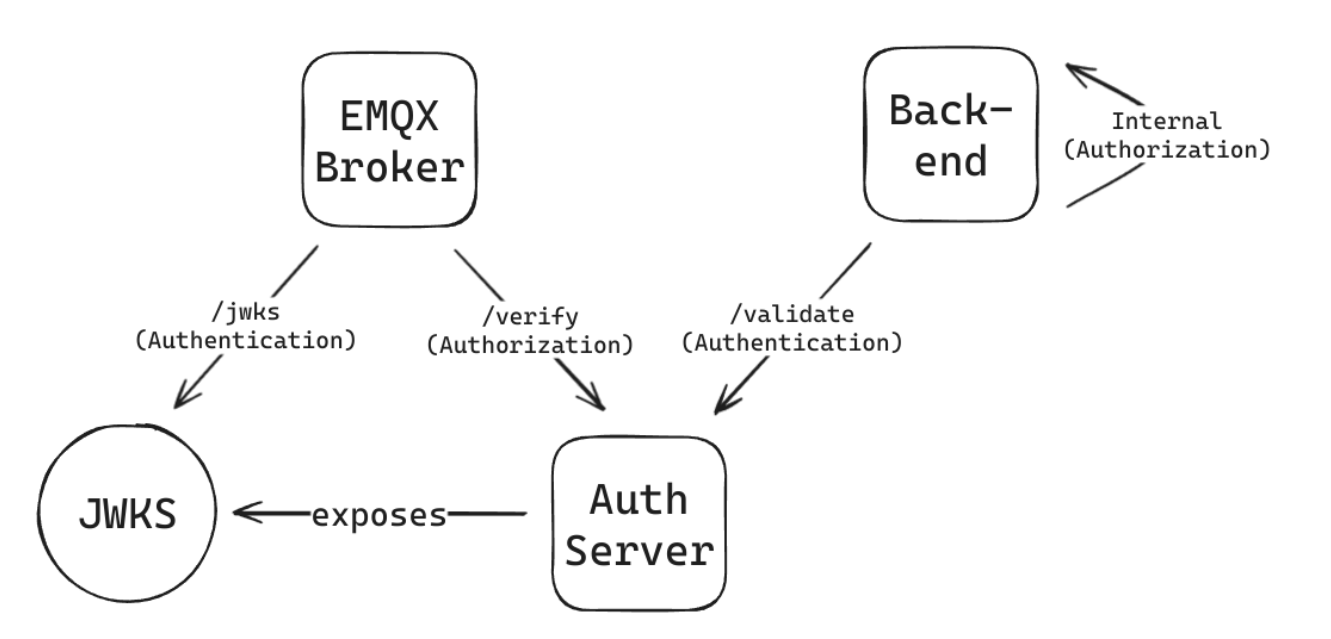 EMQX
Broker
Back-
end
Internal
(Authorization)
/jwks
(Authentication)
/verify
(Authorization)
/validate
(Authentication)
JWKS
exposes
Auth
Server